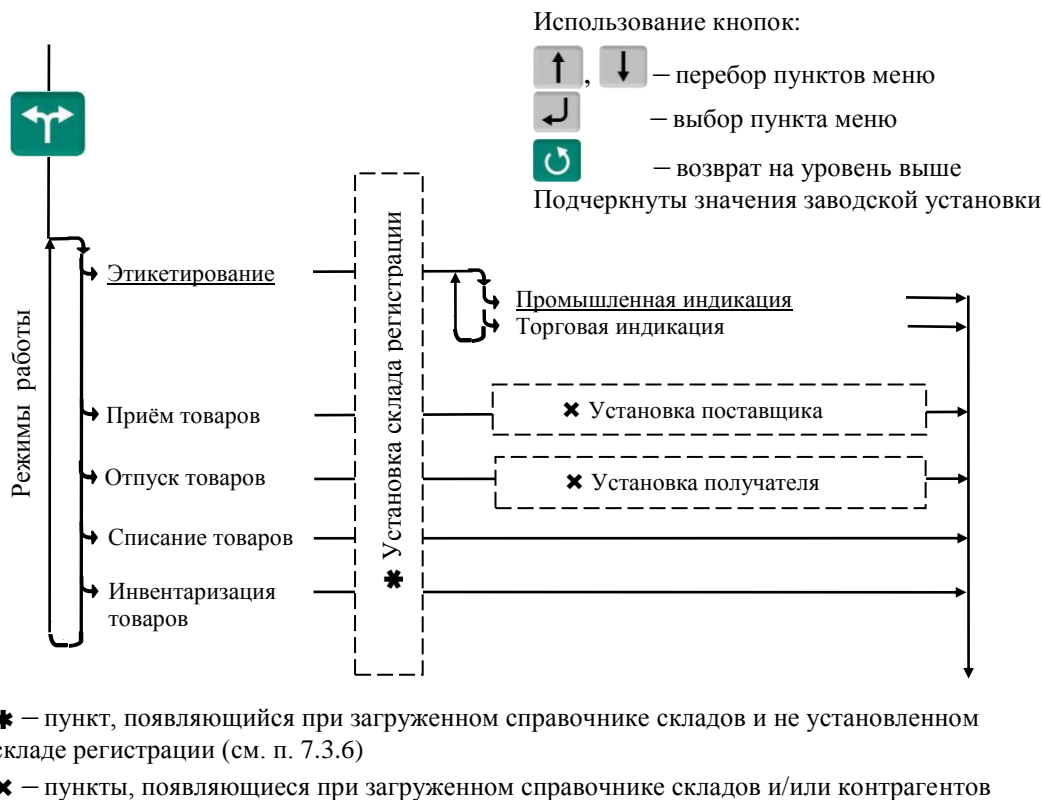 Использование кнопок:
, – перебор пунктов меню
– выбор пункта меню
– возврат на уровень выше
Подчеркнуты значения заводской установки
Режимы работы
✱ Установка склада регистрации
Этикетирование
Промышленная индикация
Торговая индикация
Приём товаров
✖ Установка поставщика
Отпуск товаров
✖ Установка получателя
Списание товаров
Инвентаризация
товаров
✱ – пункт, появляющийся при загруженном справочнике складов и не установленном
складе регистрации (см. п. 7.3.6)
✖ – пункты, появляющиеся при загруженном справочнике складов и/или контрагентов